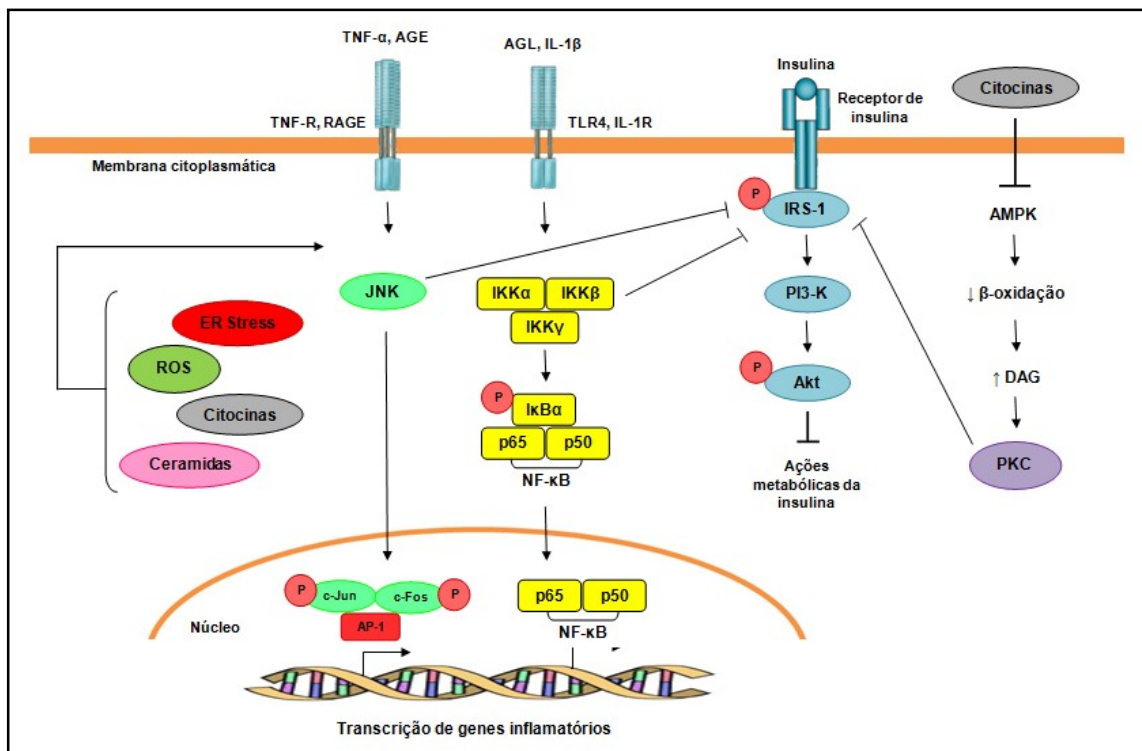 TNF-α, AGE
AGL, IL-1β
Insulina
Citocinas
Receptor de
insulina
TNF-R, RAGE
TLR4, IL-1R
Membrana citoplasmática
P
IRS-1
AMPK
JNK
IKKα
IKKβ
IKKγ
PI3-K
↓ β-oxidação
ER Stress
ROS
Citocinas
Ceramidas
P
IκBα
p65
p50
NF-κB
P
Akt
↑ DAG
Ações
metabólicas da
insulina
PKC
P
c-Jun
c-Fos
P
AP-1
p65
p50
NF-κB
Núcleo
Transcrição de genes inflamatórios